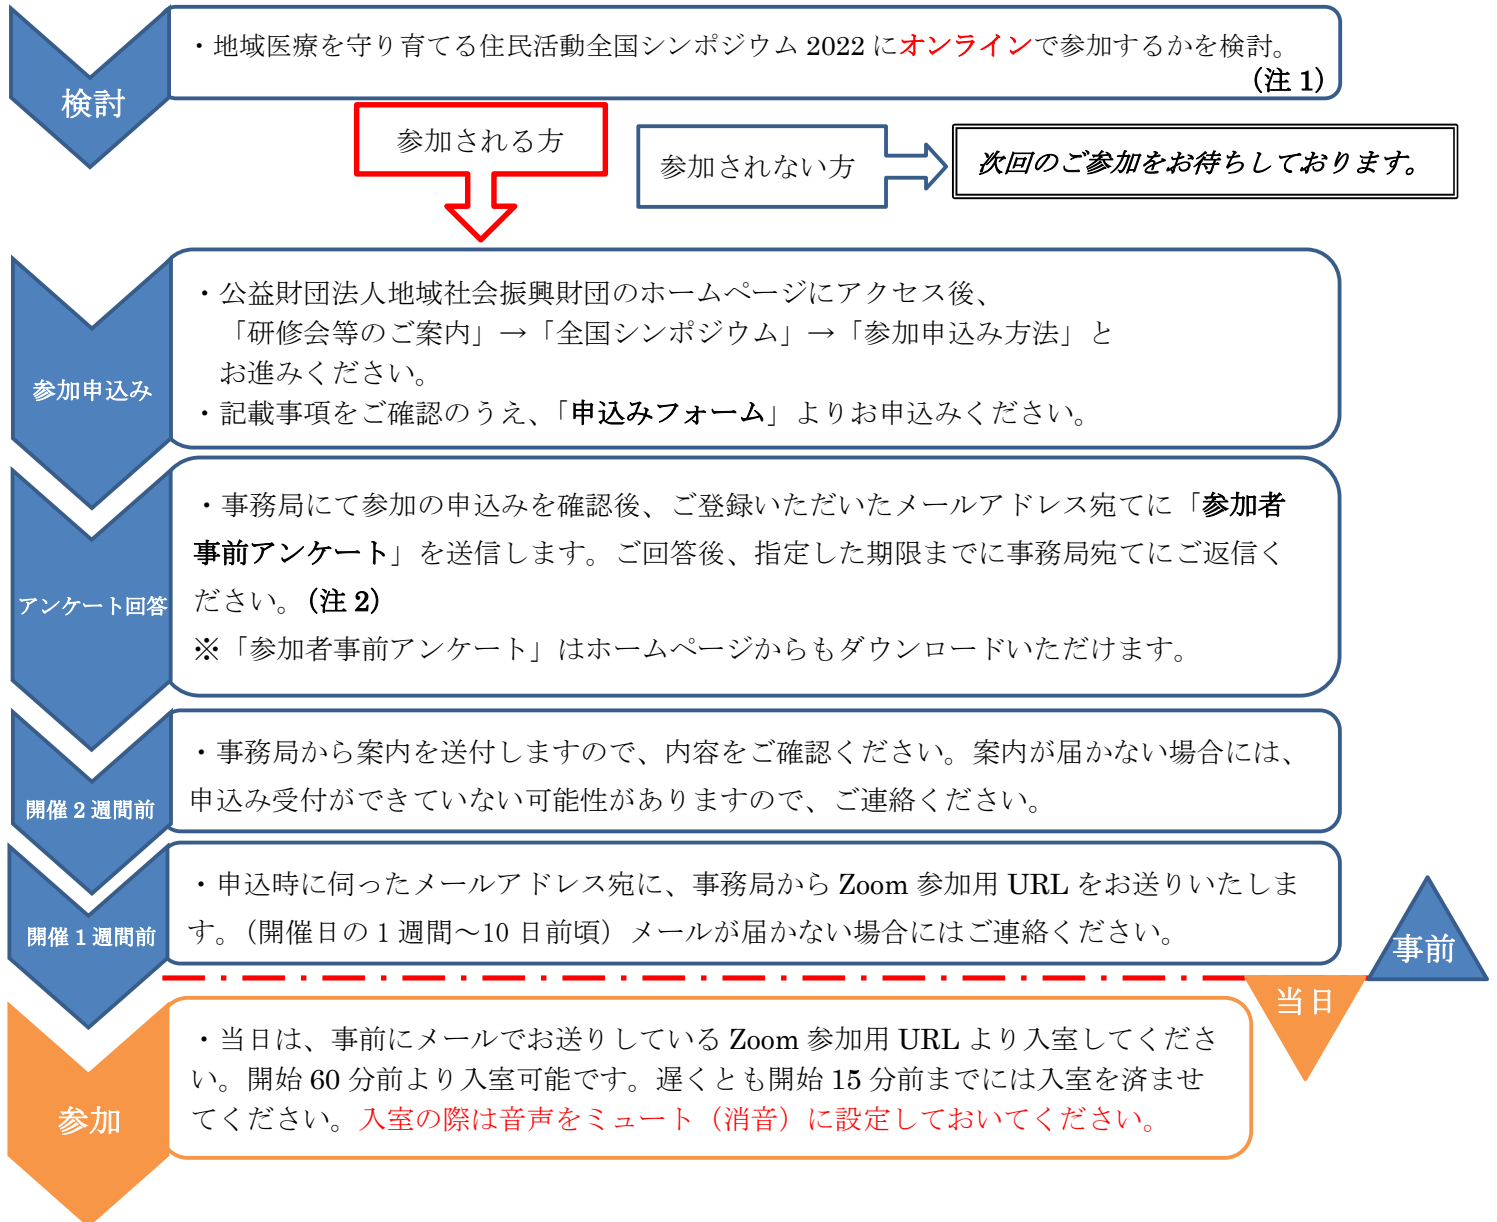 検討
・地域医療を守り育てる住民活動全国シンポジウム 2022 にオンラインで参加するかを検討。
(注 1)
参加される方
参加されない方
次回のご参加をお待ちしております。
参加申込み
・公益財団法人地域社会振興財団のホームページにアクセス後、
「研修会等のご案内」→「全国シンポジウム」→「参加申込み方法」と
お進みください。
・記載事項をご確認のうえ、「申込みフォーム」よりお申込みください。
アンケート回答
・事務局にて参加の申込みを確認後、ご登録いただいたメールアドレス宛てに「参加者
事前アンケート」を送信します。ご回答後、指定した期限までに事務局宛てにご返信く
ださい。(注 2)
※「参加者事前アンケート」はホームページからもダウンロードいただけます。
開催 2 週間前
・事務局から案内を送付しますので、内容をご確認ください。案内が届かない場合には、
申込み受付ができていない可能性がありますので、ご連絡ください。
開催 1 週間前
・申込時に伺ったメールアドレス宛に、事務局から Zoom 参加用 URL をお送りいたしま
す。（開催日の 1 週間～10 日前頃）メールが届かない場合にはご連絡ください。
事前
当日
参加
・当日は、事前にメールでお送りしている Zoom 参加用 URL より入室してくださ
い。開始 60 分前より入室可能です。遅くとも開始 15 分前までには入室を済ませ
てください。入室の際は音声をミュート（消音）に設定しておいてください。